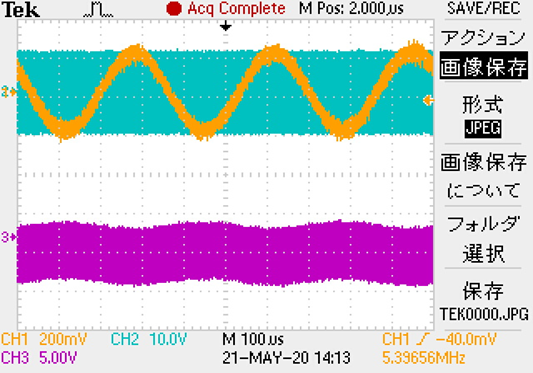 Tek
Acq Complete
M Pos: 2.000µs
SAVE/REC
アクション
画像保存
形式
JPEG
画像保存
について
フォルダ
選択
保存
TEK0000.JPG
2
3
CH1 200mV
CH2 10.0V
M 100µs
CH1 -40.0mV
CH3 5.00V
21-MAY-20 14:13
5.39656MHz